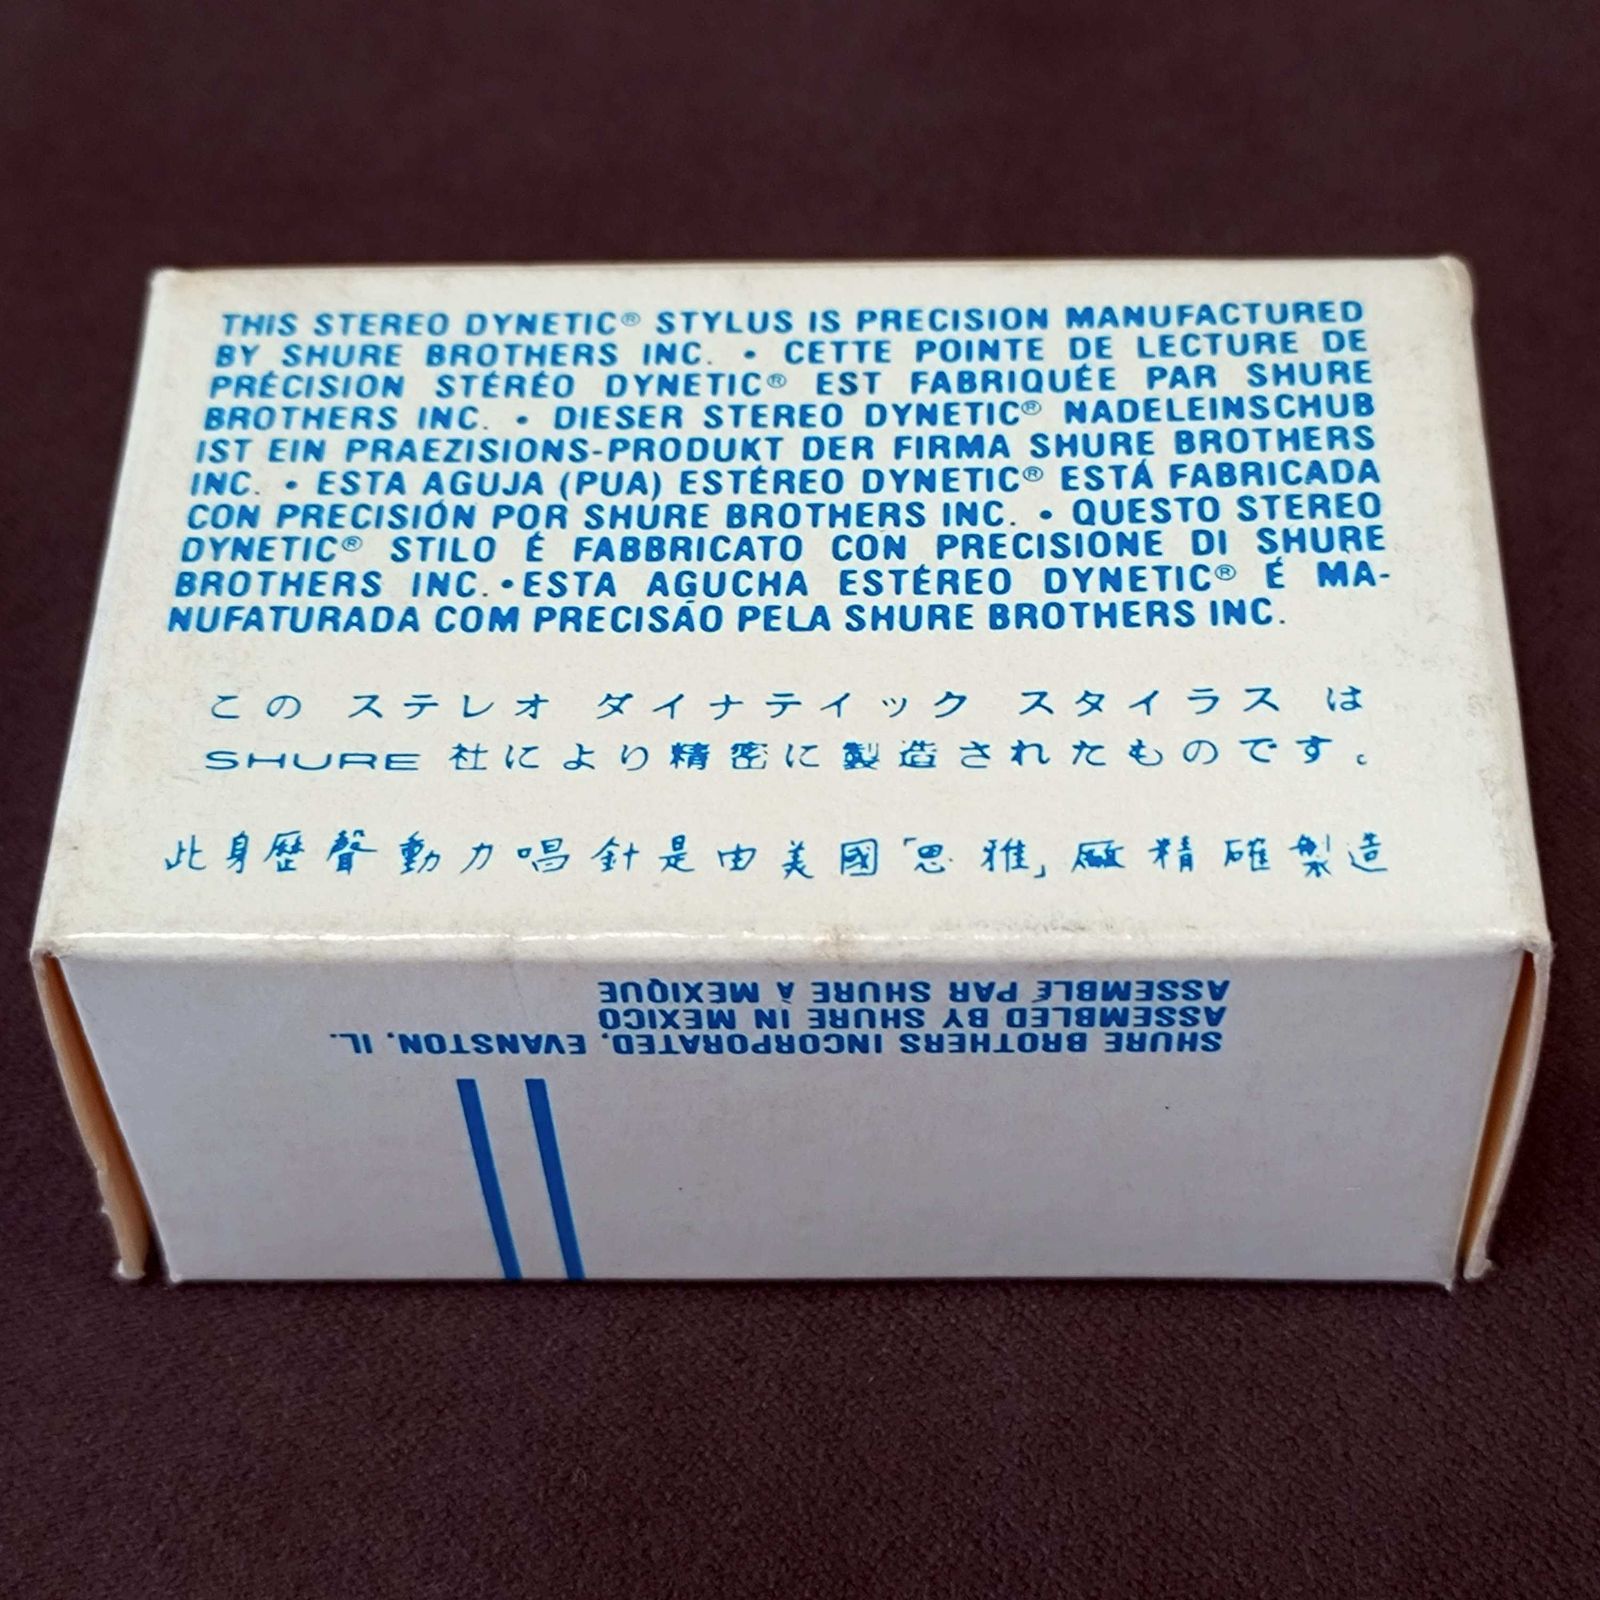 THIS STEREO DYNETIC® STYLUS IS PRECISION MANUFACTURED
BY SHURE BROTHERS INC. • CETTE POINTE DE LECTURE DE
PRÉCISION STÉRÉO DYNETIC® EST FABRIQUÉE PAR SHURE
BROTHERS INC. • DIESER STEREO DYNETIC® NADELEINSCHUB
IST EIN PRAEZISIONS-PRODUKT DER FIRMA SHURE BROTHERS
INC. • ESTA AGUJA (PUA) ESTÉREO DYNETIC® ESTÁ FABRICADA
CON PRECISIÓN POR SHURE BROTHERS INC. • QUESTO STEREO
DYNETIC® STILO É FABBRICATO CON PRECISIONE DI SHURE
BROTHERS INC. • ESTA AGUCHA ESTÉREO DYNETIC® É MA-
NUFATURADA COM PRECISÁO PELA SHURE BROTHERS INC.
この ステレオ ダイナテイック スタイラス は
SHURE 社により精密に製造されたものです。
此身歷聲動力唱針是由美國「思雅」廠精確製造
SHURE BROTHERS INCORPORATED, EVANSTON, IL.
ASSEMBLED BY SHURE IN MEXICO
ASSEMBLÉ PAR SHURE À MEXIQUE